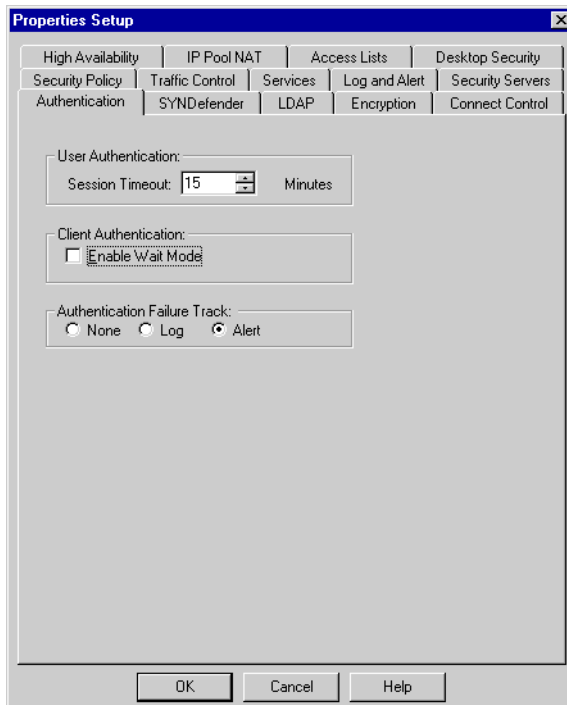 Properties Setup
High Availability IP Pool NAT Access Lists Desktop Security
Security Policy Traffic Control Services Log and Alert Security Servers
Authentication SYNDefender LDAP Encryption Connect Control
User Authentication:
Session Timeout: 15 Minutes
Client Authentication:
Enable Wait Mode
Authentication Failure Track:
None Log Alert
OK Cancel Help